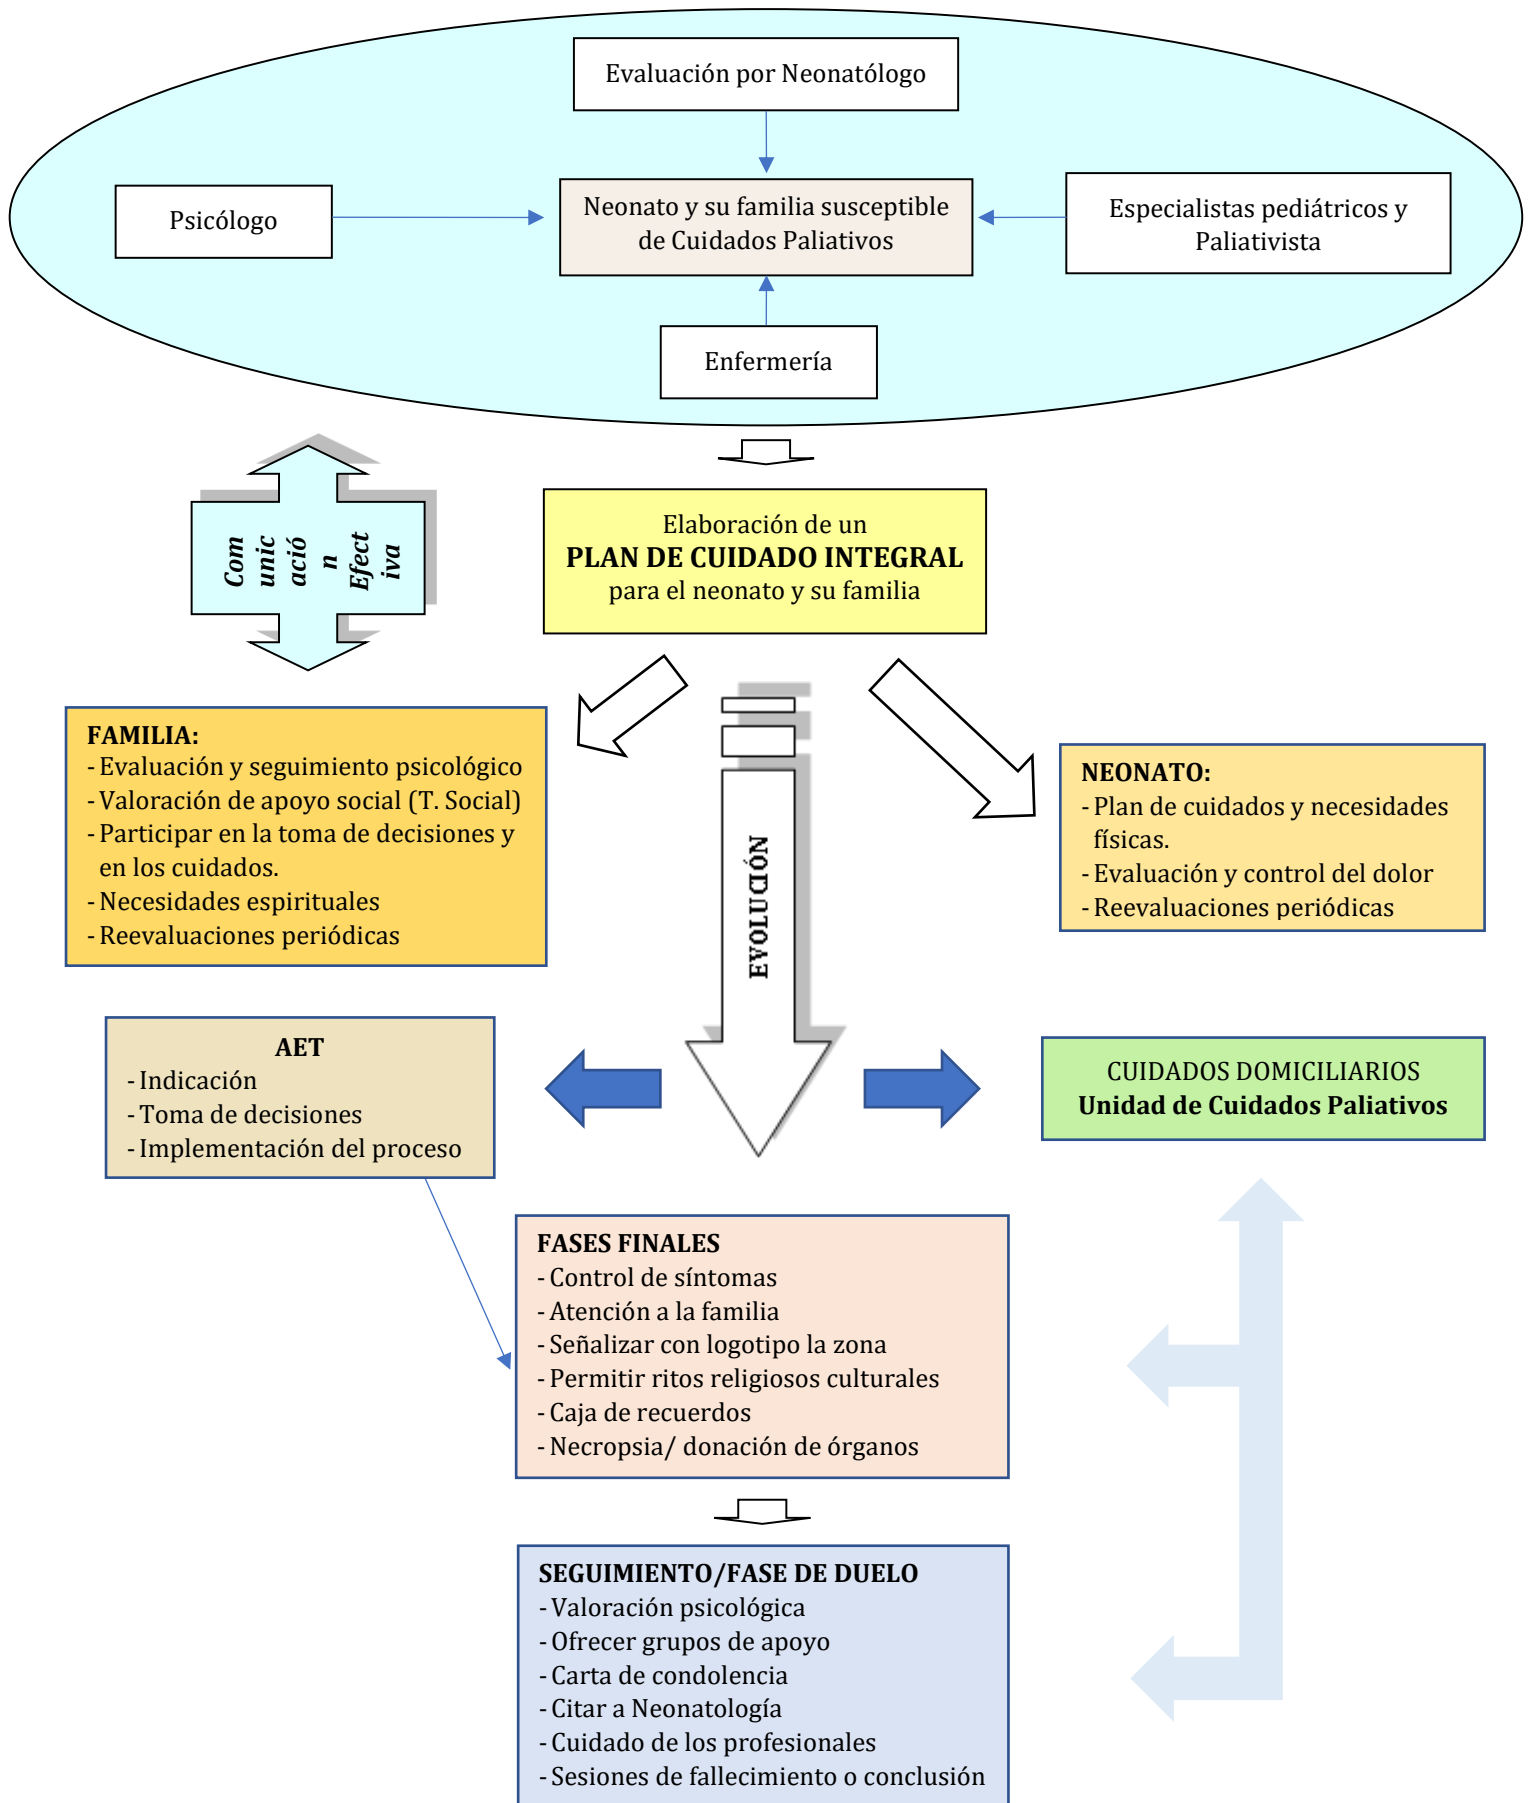 Evaluación por Neonatólogo
Psicólogo
Neonato y su familia susceptible
de Cuidados Paliativos
Especialistas pediátricos y
Paliativista
Enfermería
Com
unic
ació
n
Efect
iva
Elaboración de un
PLAN DE CUIDADO INTEGRAL
para el neonato y su familia
FAMILIA:
- Evaluación y seguimiento psicológico
- Valoración de apoyo social (T. Social)
- Participar en la toma de decisiones y
en los cuidados.
- Necesidades espirituales
- Reevaluaciones periódicas
EVOLUCIÓN
NEONATO:
- Plan de cuidados y necesidades
físicas.
- Evaluación y control del dolor
- Reevaluaciones periódicas
AET
- Indicación
- Toma de decisiones
- Implementación del proceso
CUIDADOS DOMICILIARIOS
Unidad de Cuidados Paliativos
FASES FINALES
- Control de síntomas
- Atención a la familia
- Señalizar con logotipo la zona
- Permitir ritos religiosos culturales
- Caja de recuerdos
- Necropsia/ donación de órganos
SEGUIMIENTO/FASE DE DUELO
- Valoración psicológica
- Ofrecer grupos de apoyo
- Carta de condolencia
- Citar a Neonatología
- Cuidado de los profesionales
- Sesiones de fallecimiento o conclusión